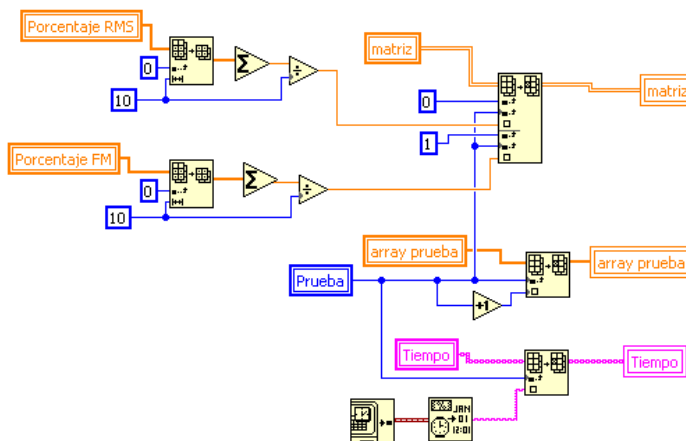 Porcentaje RMS
0
10
Σ
÷
matriz
0
1
matriz
Porcentaje FM
0
10
Σ
÷
array prueba
array prueba
Prueba
+1
Tiempo
Tiempo
JAN
01
12:01